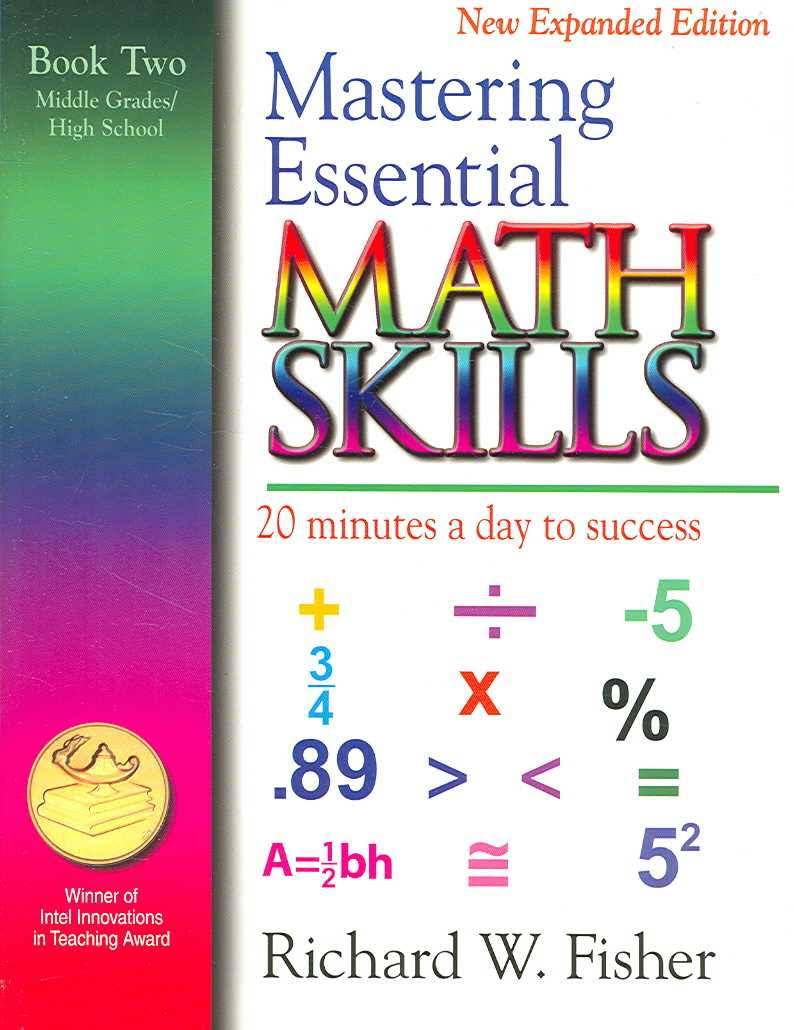 New Expanded Edition
Book Two
Middle Grades/
High School
Mastering
Essential
MATH
SKILLS
20 minutes a day to success
+ ÷ -5
3/4 x %
.89 > < =
A=½bh ≅ 5²
Winner of
Intel Innovations
in Teaching Award
Richard W. Fisher